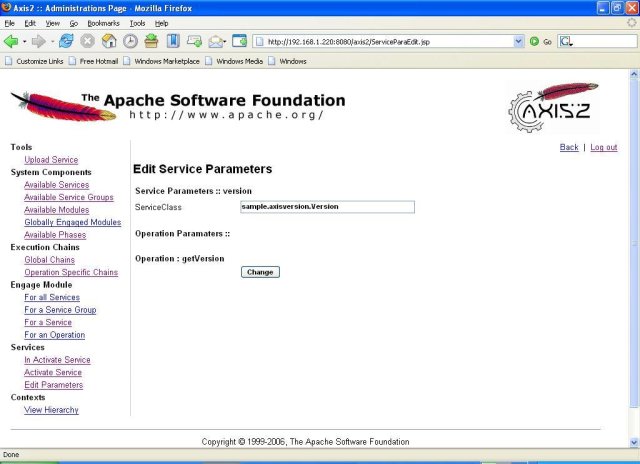 Axis2 :: Administrations Page - Mozilla Firefox
File Edit View Go Bookmarks Tools Help
http://192.168.1.220:8080/axis2/ServiceParaEdit.jsp
Go
Customize Links Free Hotmail Windows Marketplace Windows Media Windows
The Apache Software Foundation
http://www.apache.org/
AXIS2
Back | Log out
Tools
Upload Service
System Components
Available Services
Available Service Groups
Available Modules
Globally Engaged Modules
Available Phases
Execution Chains
Global Chains
Operation Specific Chains
Engage Module
For all Services
For a Service Group
For a Service
For an Operation
Services
In Activate Service
Activate Service
Edit Parameters
Contexts
View Hierarchy
Edit Service Parameters
Service Parameters :: version
ServiceClass sample.axisversion.Version
Operation Paramaters ::
Operation : getVersion
Change
Copyright © 1999-2006, The Apache Software Foundation
Done